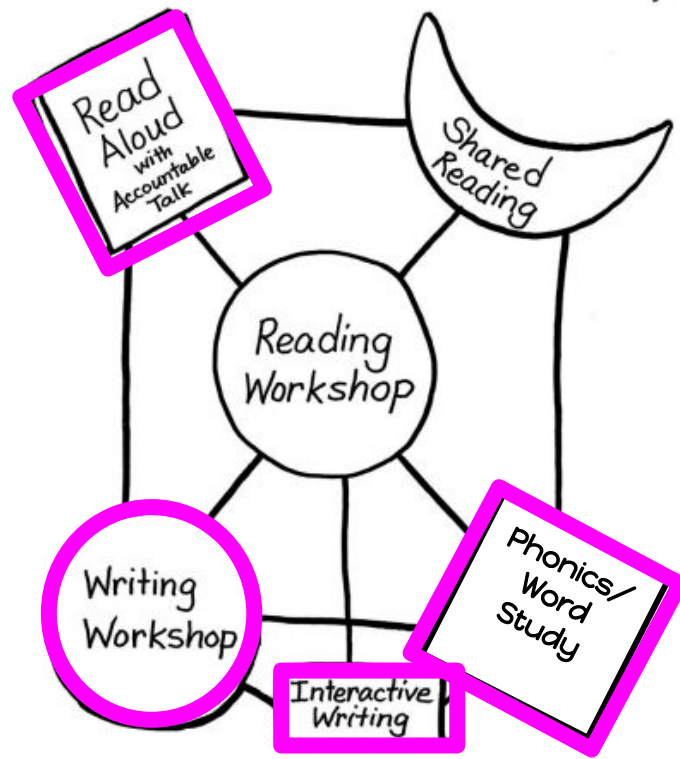 Read
Aloud
with
Accountable
Talk
Shared
Reading
Reading
Workshop
Phonics/
Word
Study
Writing
Workshop
Interactive
Writing